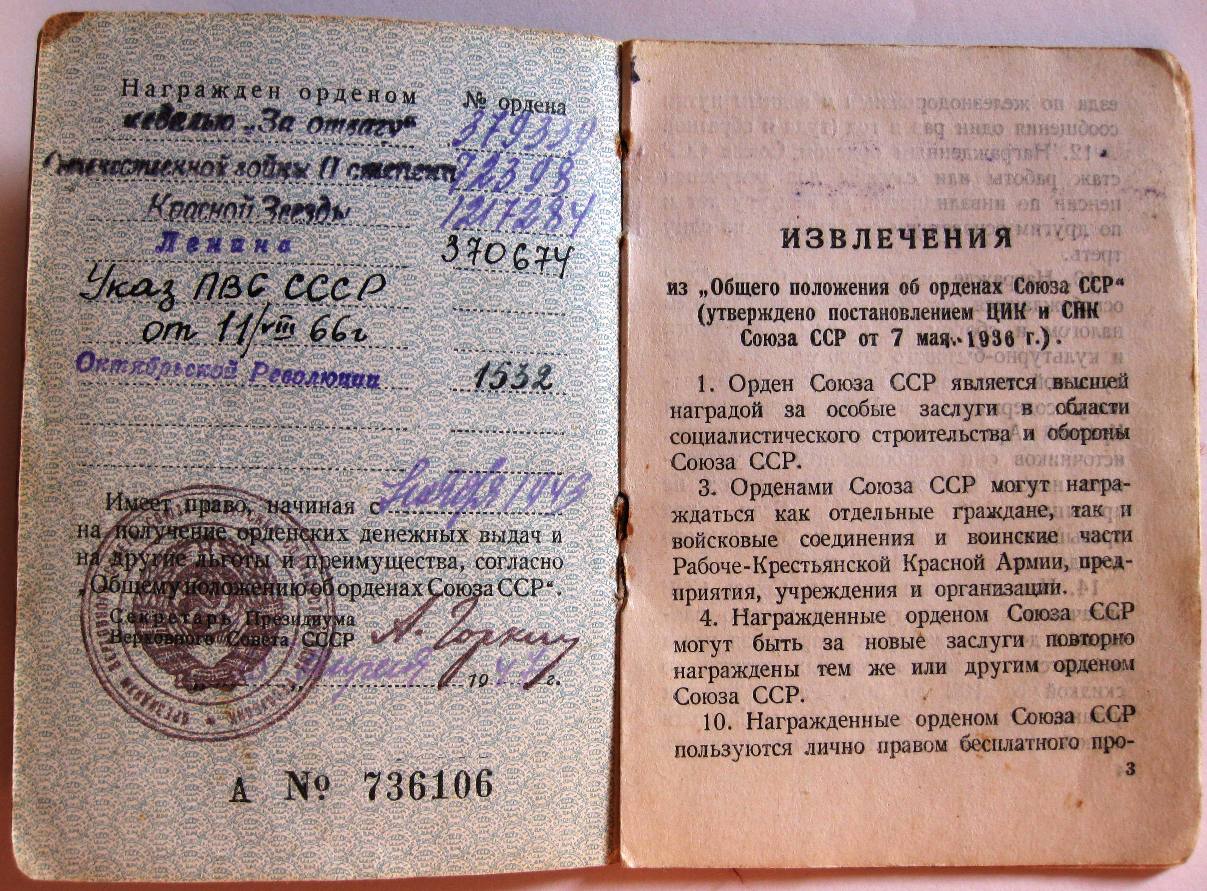 Награжден орденом № ордена
медалью „За отвагу“ 379339
Отечественной войны II степени 72398
Красной Звезды 1217284
Ленина 370674
Указ ПВС СССР
от 11/VIII 66 г
Октябрьской Революции 1532
Имеет право, начиная с ноября 1943
на получение орденских денежных выдач и
на другие льготы и преимущества, согласно
„Общему положению об орденах Союза ССР“.
Секретарь Президиума
Верховного Совета СССР А. Горкин
19 г.
А № 736106
ИЗВЛЕЧЕНИЯ
из „Общего положения об орденах Союза ССР“
(утверждено постановлением ЦИК и СНК
Союза ССР от 7 мая 1936 г.).
1. Орден Союза ССР является высшей
наградой за особые заслуги в области
социалистического строительства и обороны
Союза ССР.
3. Орденами Союза ССР могут награ-
ждаться как отдельные граждане, так и
войсковые соединения и воинские части
Рабоче-Крестьянской Красной Армии, пред-
приятия, учреждения и организации.
4. Награжденные орденом Союза ССР
могут быть за новые заслуги повторно
награждены тем же или другим орденом
Союза ССР.
10. Награжденные орденом Союза ССР
пользуются лично правом бесплатного про-
3